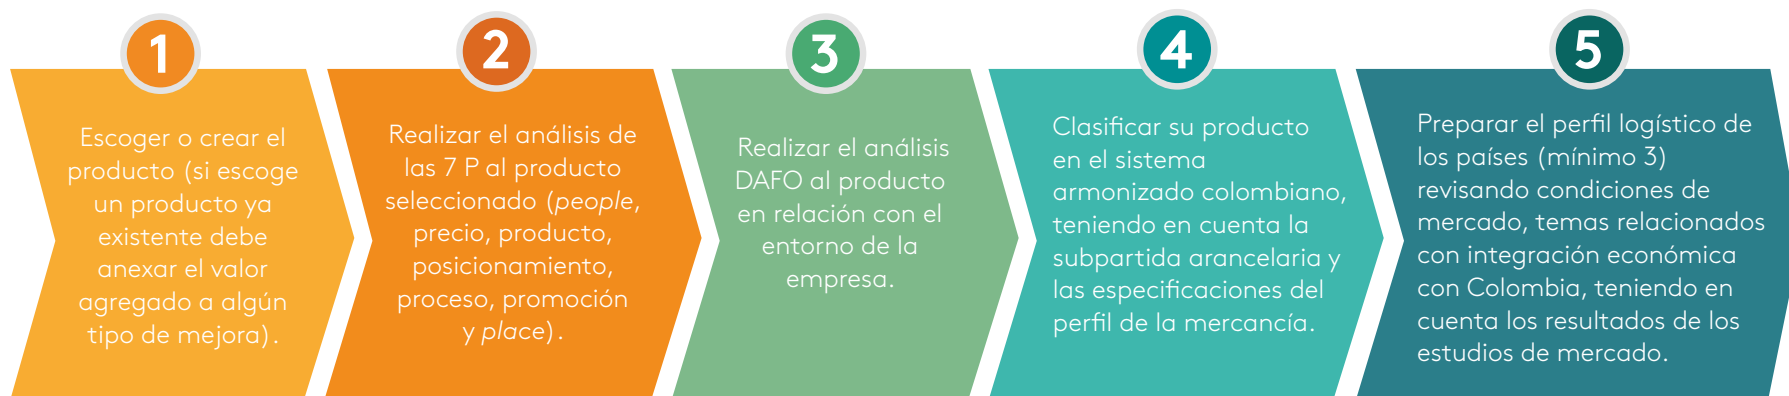 1
Escoger o crear el
producto (si escoge
un producto ya
existente debe
anexar el valor
agregado a algún
tipo de mejora).
2
Realizar el análisis de
las 7 P al producto
seleccionado (people,
precio, producto,
posicionamiento,
proceso, promoción
y place).
3
Realizar el análisis
DAFO al producto
en relación con el
entorno de la
empresa.
4
Clasificar su producto
en el sistema
armonizado colombiano,
teniendo en cuenta la
subpartida arancelaria y
las especificaciones del
perfil de la mercancía.
5
Preparar el perfil logístico de
los países (mínimo 3)
revisando condiciones de
mercado, temas relacionados
con integración económica
con Colombia, teniendo en
cuenta los resultados de los
estudios de mercado.